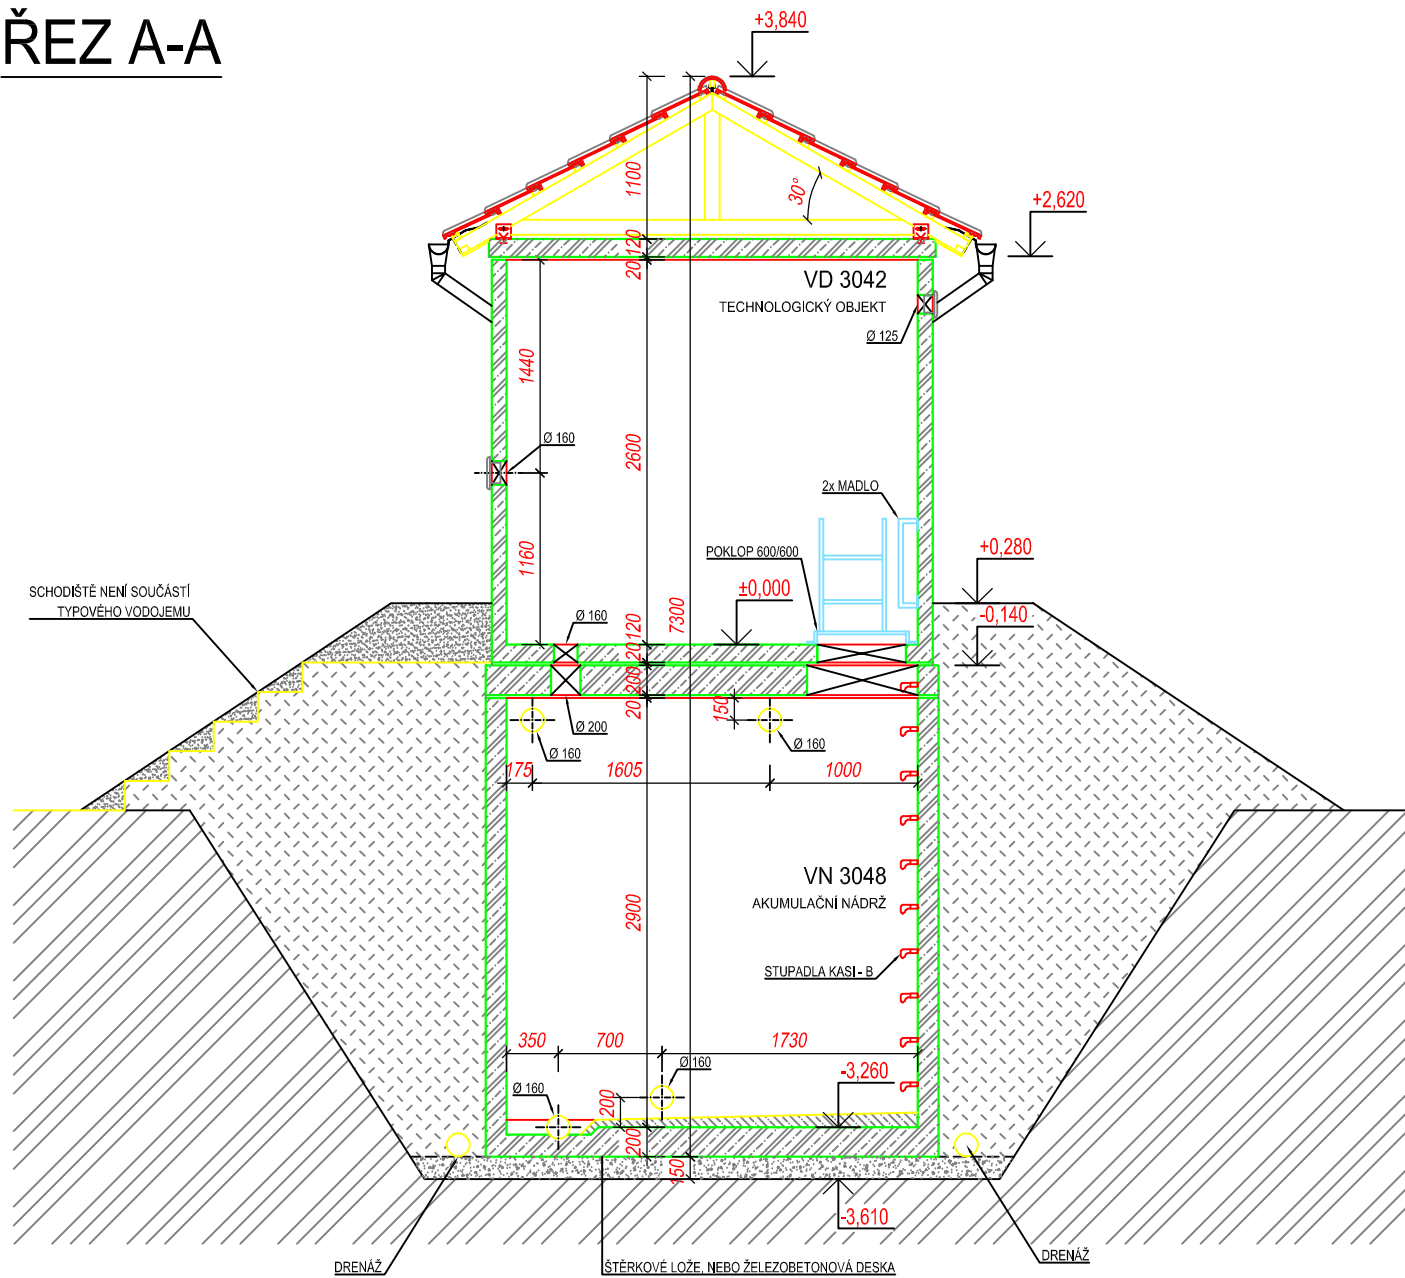 ŘEZ A-A
+3,840
1100
30°
+2,620
120
20
VD 3042
TECHNOLOGICKÝ OBJEKT
Ø 125
1440
2600
Ø 160
2x MADLO
POKLOP 600/600
+0,280
1160
±0,000
SCHODIŠTĚ NENÍ SOUČÁSTÍ
TYPOVÉHO VODOJEMU
7300
Ø 160
-0,140
120
20
200
20
150
Ø 200
Ø 160
Ø 160
175
1605
1000
VN 3048
AKUMULAČNÍ NÁDRŽ
2900
STUPADLA KASI - B
350
700
1730
Ø 160
Ø 160
-3,260
200
200
150
-3,610
DRENÁŽ
ŠTĚRKOVÉ LOŽE, NEBO ŽELEZOBETONOVÁ DESKA
DRENÁŽ